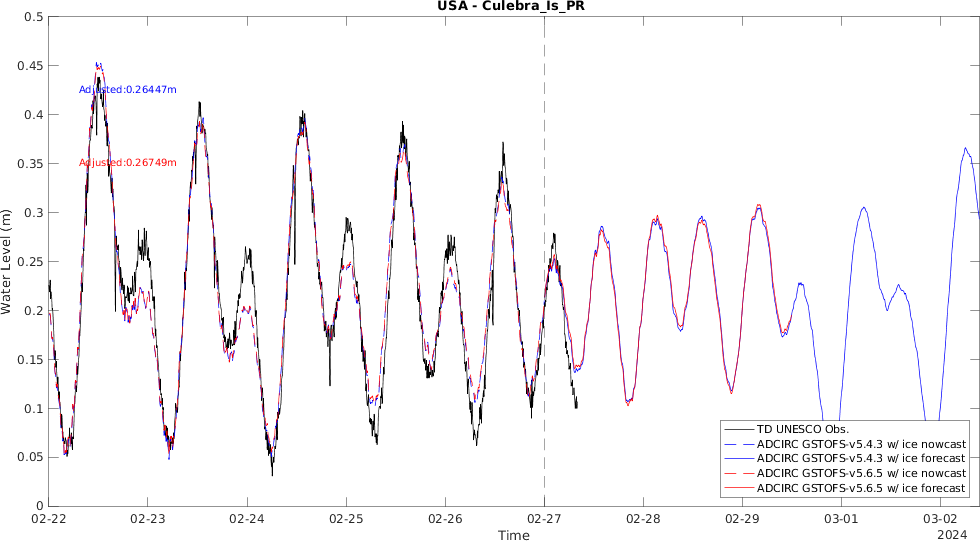 USA - Culebra_Is_PR
0.5
0.45
0.4
0.35
0.3
0.25
0.2
0.15
0.1
0.05
0
Water Level (m)
Adjusted:0.26447m
Adjusted:0.26749m
TD UNESCO Obs.
ADCIRC GSTOFS-v5.4.3 w/ ice nowcast
ADCIRC GSTOFS-v5.4.3 w/ ice forecast
ADCIRC GSTOFS-v5.6.5 w/ ice nowcast
ADCIRC GSTOFS-v5.6.5 w/ ice forecast
02-22 02-23 02-24 02-25 02-26 02-27 02-28 02-29 03-01 03-02
Time
2024